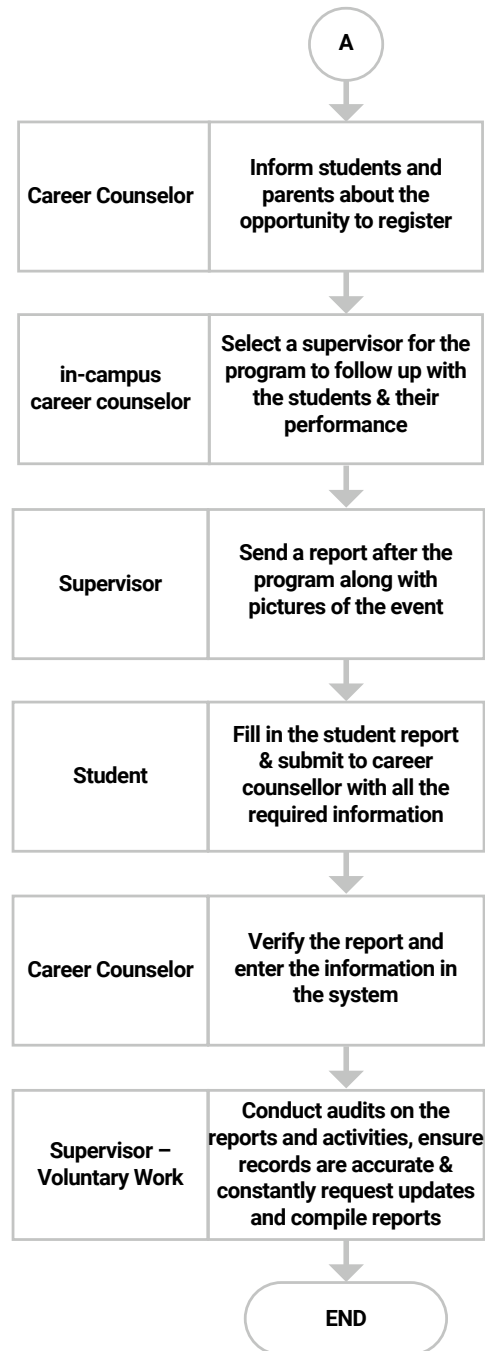 A
Career Counselor
Inform students and
parents about the
opportunity to register
in-campus
career counselor
Select a supervisor for the
program to follow up with
the students & their
performance
Supervisor
Send a report after the
program along with
pictures of the event
Student
Fill in the student report
& submit to career
counsellor with all the
required information
Career Counselor
Verify the report and
enter the information in
the system
Supervisor –
Voluntary Work
Conduct audits on the
reports and activities, ensure
records are accurate &
constantly request updates
and compile reports
END